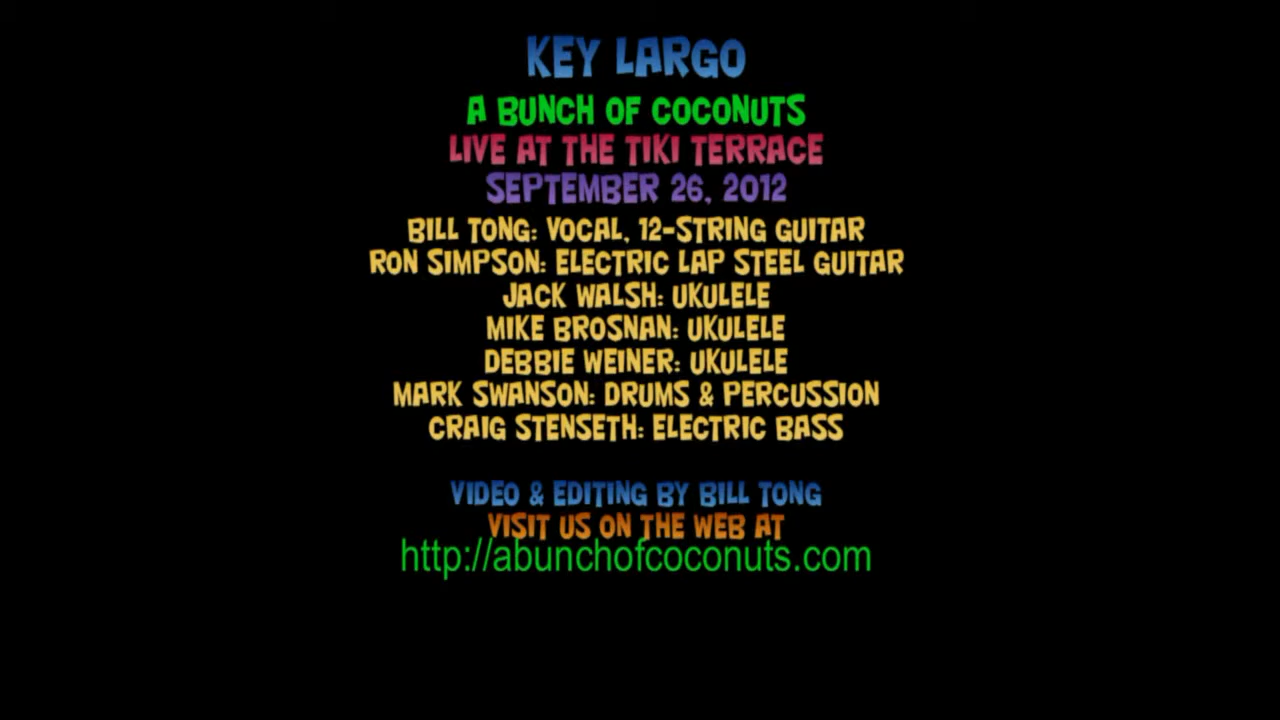 KEY LARGO
A BUNCH OF COCONUTS
LIVE AT THE TIKI TERRACE
SEPTEMBER 26, 2012
BILL TONG: VOCAL, 12-STRING GUITAR
RON SIMPSON: ELECTRIC LAP STEEL GUITAR
JACK WALSH: UKULELE
MIKE BROSNAN: UKULELE
DEBBIE WEINER: UKULELE
MARK SWANSON: DRUMS & PERCUSSION
CRAIG STENSETH: ELECTRIC BASS
VIDEO & EDITING BY BILL TONG
VISIT US ON THE WEB AT
http://abunchofcoconuts.com